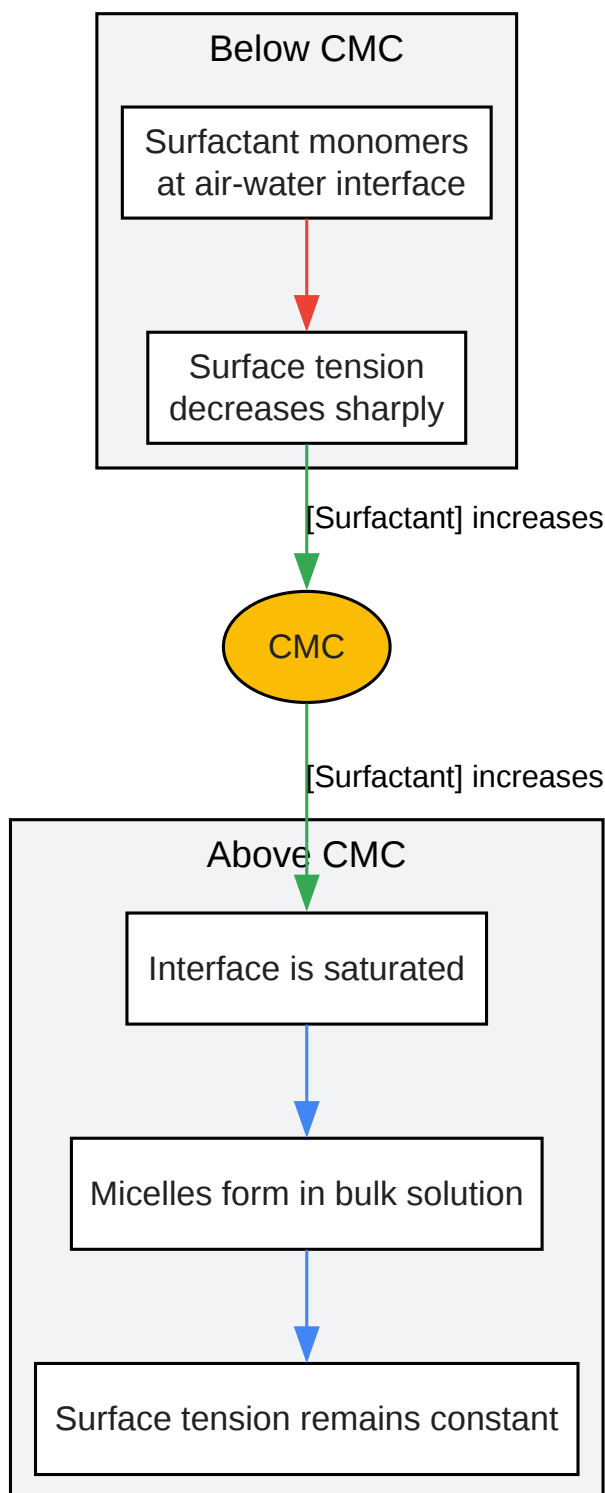 Below CMC
Surfactant monomers
at air-water interface
Surface tension
decreases sharply
[Surfactant] increases
CMC
[Surfactant] increases
Above CMC
Interface is saturated
Micelles form in bulk solution
Surface tension remains constant